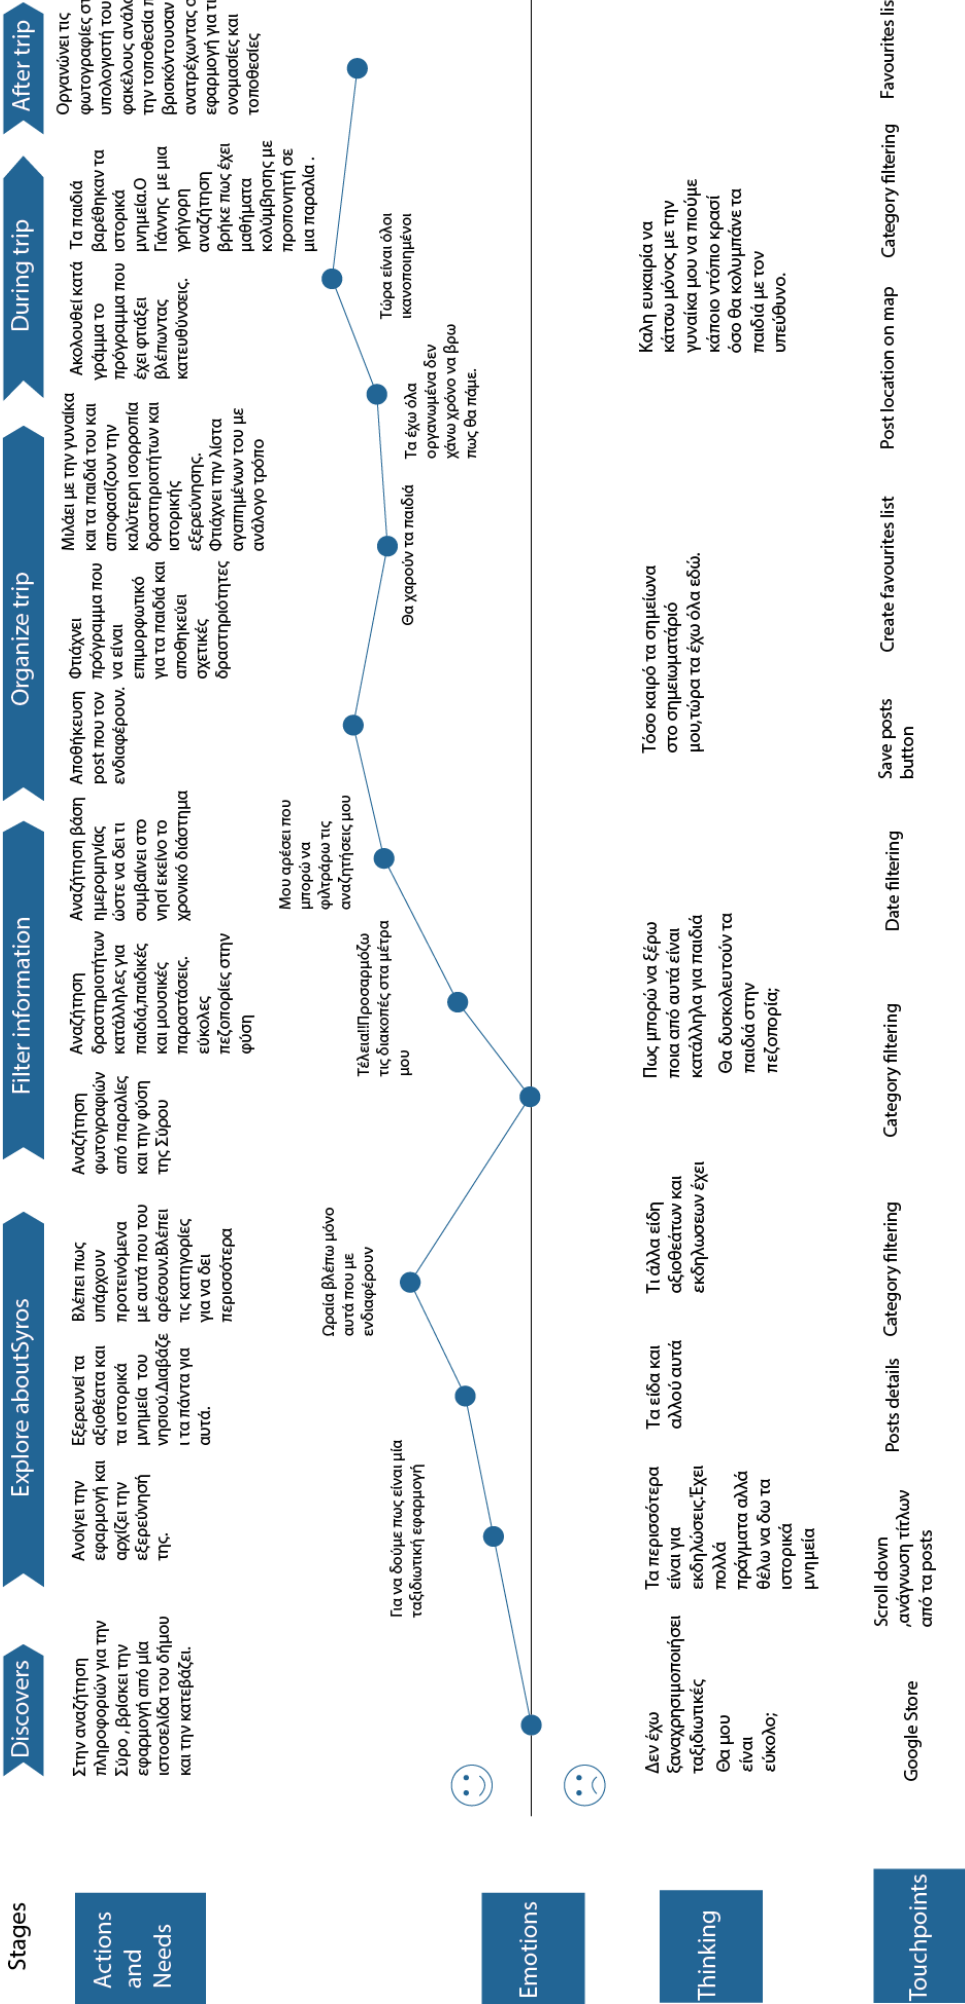 Stages
Discovers
Explore aboutSyros
Filter information
Organize trip
During trip
After trip
Actions
and
Needs
Στην αναζήτηση
πληροφοριών για την
Σύρο , βρίσκει την
εφαρμογή από μία
ιστοσελίδα του δήμου
και την κατεβάζει.
Ανοίγει την
εφαρμογή και
αρχίζει την
εξερεύνησή
της.
Εξερευνεί τα
αξιοθέατα και
τα ιστορικά
μνημεία του
νησιού.Διαβάζε
ι τα πάντα για
αυτά.
Βλέπει πως
υπάρχουν
προτεινόμενα
με αυτά που του
αρέσουν.Βλέπει
τις κατηγορίες
για να δει
περισσότερα
Αναζήτηση
φωτογραφιών
από παραλίες
και την φύση
της Σύρου
Αναζήτηση
δραστηριοτήτων
κατάλληλες για
παιδιά,παιδικές
και μουσικές
παραστάσεις,
εύκολες
πεζοπορίες στην
φύση
Αναζήτηση βάση
ημερομηνίας
ώστε να δει τι
συμβαίνει στο
νησί εκείνο το
χρονικό διάστημα
Αποθήκευση
post που τον
ενδιαφέρουν.
Φτιάχνει
πρόγραμμα που
να είναι
επιμορφωτικό
για τα παιδιά και
αποθηκεύει
σχετικές
δραστηριότητες
Μιλάει με την γυναίκα
και τα παιδιά του και
αποφασίζουν την
καλύτερη ισορροπία
δραστηριοτήτων και
ιστορικής
εξερεύνησης.
Φτιάχνει την λίστα
αγαπημένων του με
ανάλογο τρόπο
Ακολουθεί κατά
γράμμα το
πρόγραμμα που
έχει φτιάξει
βλέπωντας
κατευθύνσεις.
Τα παιδιά
βαρέθηκαν τα
ιστορικά
μνημεία.Ο
Γιάννης με μια
γρήγορη
αναζήτηση
βρήκε πως έχει
μαθήματα
κολύμβησης με
προπονητή σε
μια παραλία .
Οργανώνει τις
φωτογραφίες
υπολογιστή του
φακέλους
την τοποθεσία
βρισκόντουσαν
ανατρέχωντας
εφαρμογή για
ονομασίες και
τοποθεσίες
Emotions
Για να δούμε πως είναι μία
ταξιδιωτική εφαρμογή
Ωραία βλέπω μόνο
αυτά που με
ενδιαφέρουν
Τέλεια!!Προσαρμόζω
τις διακοπές στα μέτρα
μου
Μου αρέσει που
μπορώ να
φιλτράρω τις
αναζητήσεις μου
Θα χαρούν τα παιδιά
Τα έχω όλα
οργανωμένα δεν
χάνω χρόνο να βρω
πως θα πάμε.
Τώρα είναι όλοι
ικανοποιημένοι
Thinking
Δεν έχω
ξαναχρησιμοποιήσει
ταξιδιωτικές
Θα μου
είναι
εύκολο;
Τα περισσότερα
είναι για
εκδηλώσεις.Έχει
πολλά
πράγματα αλλά
θέλω να δω τα
ιστορικά
μνημεία
Τα είδα και
αλλού αυτά
Τι άλλα είδη
αξιοθεάτων και
εκδηλωσεων έχει
Πως μπορώ να ξέρω
ποια από αυτά είναι
κατάλληλα για παιδιά
Θα δυσκολευτούν τα
παιδιά στην
πεζοπορία;
Τόσο καιρό τα σημείωνα
στο σημειωματάριό
μου,τώρα τα έχω όλα εδώ.
Καλη ευκαιρία να
κάτσω μόνος με την
γυναίκα μου να πιούμε
κάποιο ντόπιο κρασί
όσο θα κολυμπάνε τα
παιδιά με τον
υπεύθυνο.
Touchpoints
Google Store
Scroll down
,ανάγνωση τίτλων
από τα posts
Posts details
Category filtering
Category filtering
Date filtering
Save posts
button
Create favourites list
Post location on map
Category filtering
Favourites